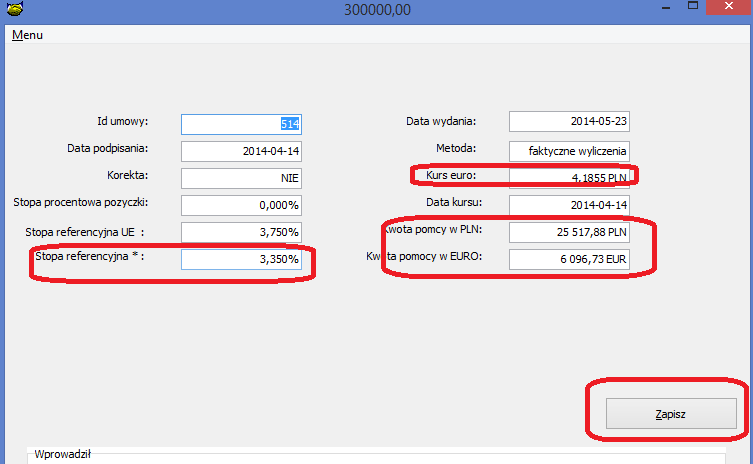 300000,00
Menu
Id umowy: 514
Data podpisania: 2014-04-14
Korekta: NIE
Stopa procentowa pozyczki: 0,000%
Stopa referencyjna UE : 3,750%
Stopa referencyjna * : 3,350%
Data wydania: 2014-05-23
Metoda: faktyczne wyliczenia
Kurs euro: 4,1855 PLN
Data kursu: 2014-04-14
Kwota pomcy w PLN: 25 517,88 PLN
Kwota pomocy w EURO: 6 096,73 EUR
Zapisz
Wprowadził